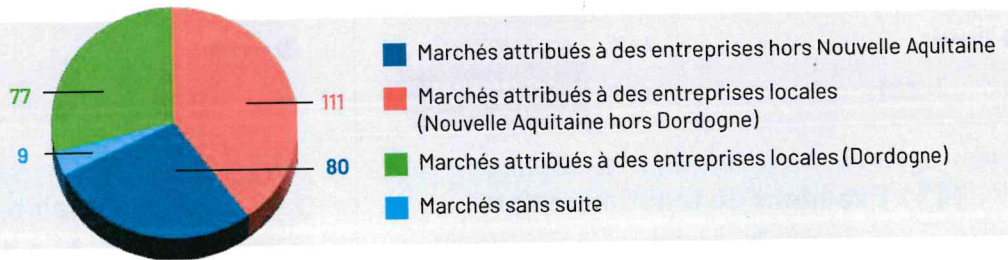 77
9
111
80
Marchés attribués à des entreprises hors Nouvelle Aquitaine
Marchés attribués à des entreprises locales
(Nouvelle Aquitaine hors Dordogne)
Marchés attribués à des entreprises locales (Dordogne)
Marchés sans suite